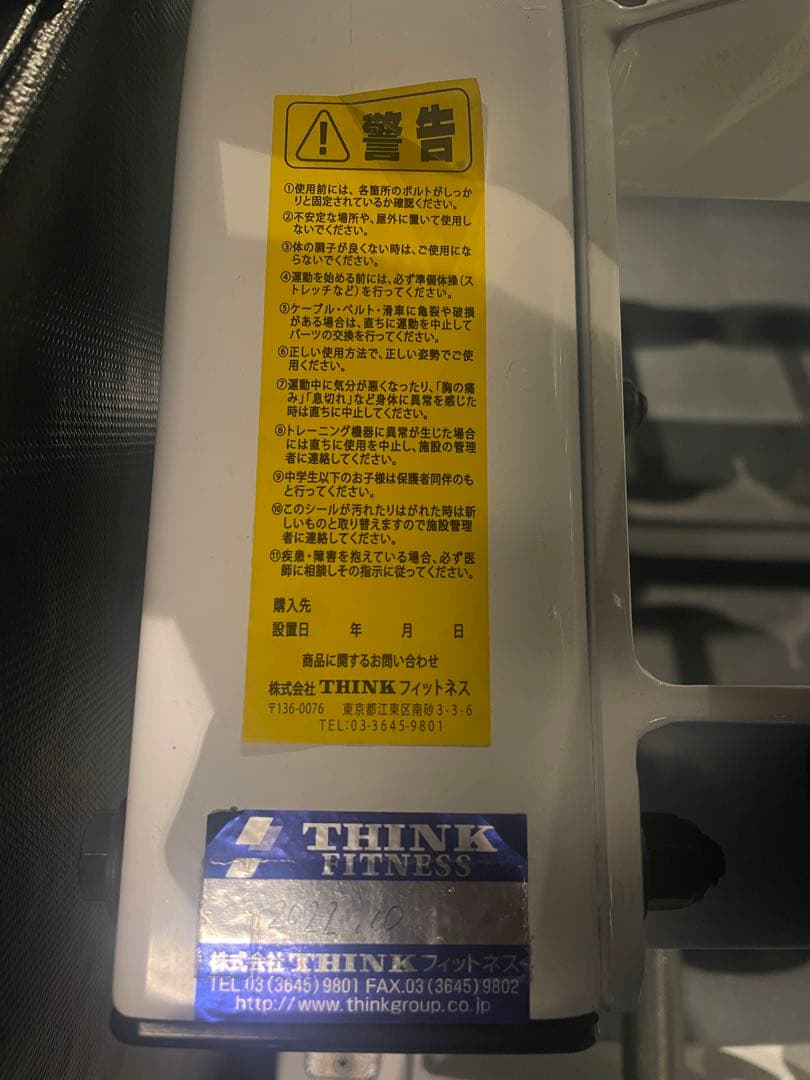 警告
①使用前には、各箇所のボルトがしっか
りと固定されているか確認ください。
②不安定な場所や、屋外に置いて使用し
ないでください。
③体の調子が良くない時は、ご使用にな
らないでください。
④運動を始める前には、必ず準備体操(ス
トレッチなど)を行ってください。
⑤ケーブル・ベルト・滑車に亀裂や破損
がある場合は、直ちに運動を中止して
パーツの交換を行ってください。
⑥正しい使用方法で、正しい姿勢でご使
用ください。
⑦運動中に気分が悪くなったり、「胸の痛
み」「息切れ」など身体に異常を感じた
時は直ちに中止してください。
⑧トレーニング機器に異常が生じた場合
には直ちに使用を中止し、施設の管理
者に連絡してください。
⑨中学生以下のお子様は保護者同伴のも
と行ってください。
⑩このシールが汚れたりはがれた時は新
しいものと取り替えますので施設管理
者に連絡してください。
⑪疾患・障害を抱えている場合、必ず医
師に相談しその指示に従ってください。
購入先
設置日 年 月 日
商品に関するお問い合わせ
株式会社 THINKフィットネス
〒136-0076 東京都江東区南砂3-3-6
TEL:03-3645-9801
THINK
FITNESS
2022.10
株式会社 THINKフィットネス
TEL 03(3645)9801 FAX.03(3645)9802
http://www.thinkgroup.co.jp